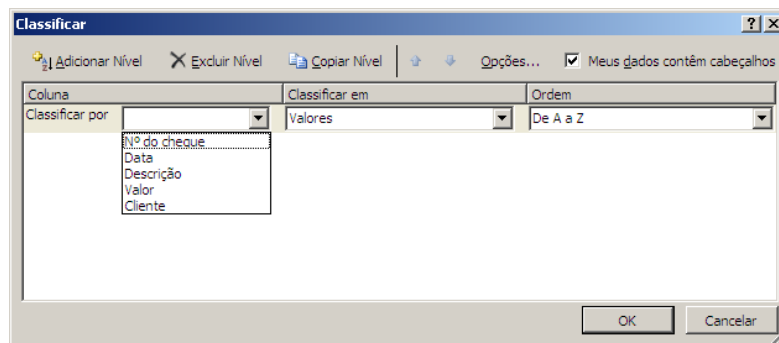 Classificar
Adicionar Nível Excluir Nível Copiar Nível Opções... Meus dados contêm cabeçalhos
Coluna Classificar em Ordem
Classificar por Valores De A a Z
Nº do cheque
Data
Descrição
Valor
Cliente
OK Cancelar